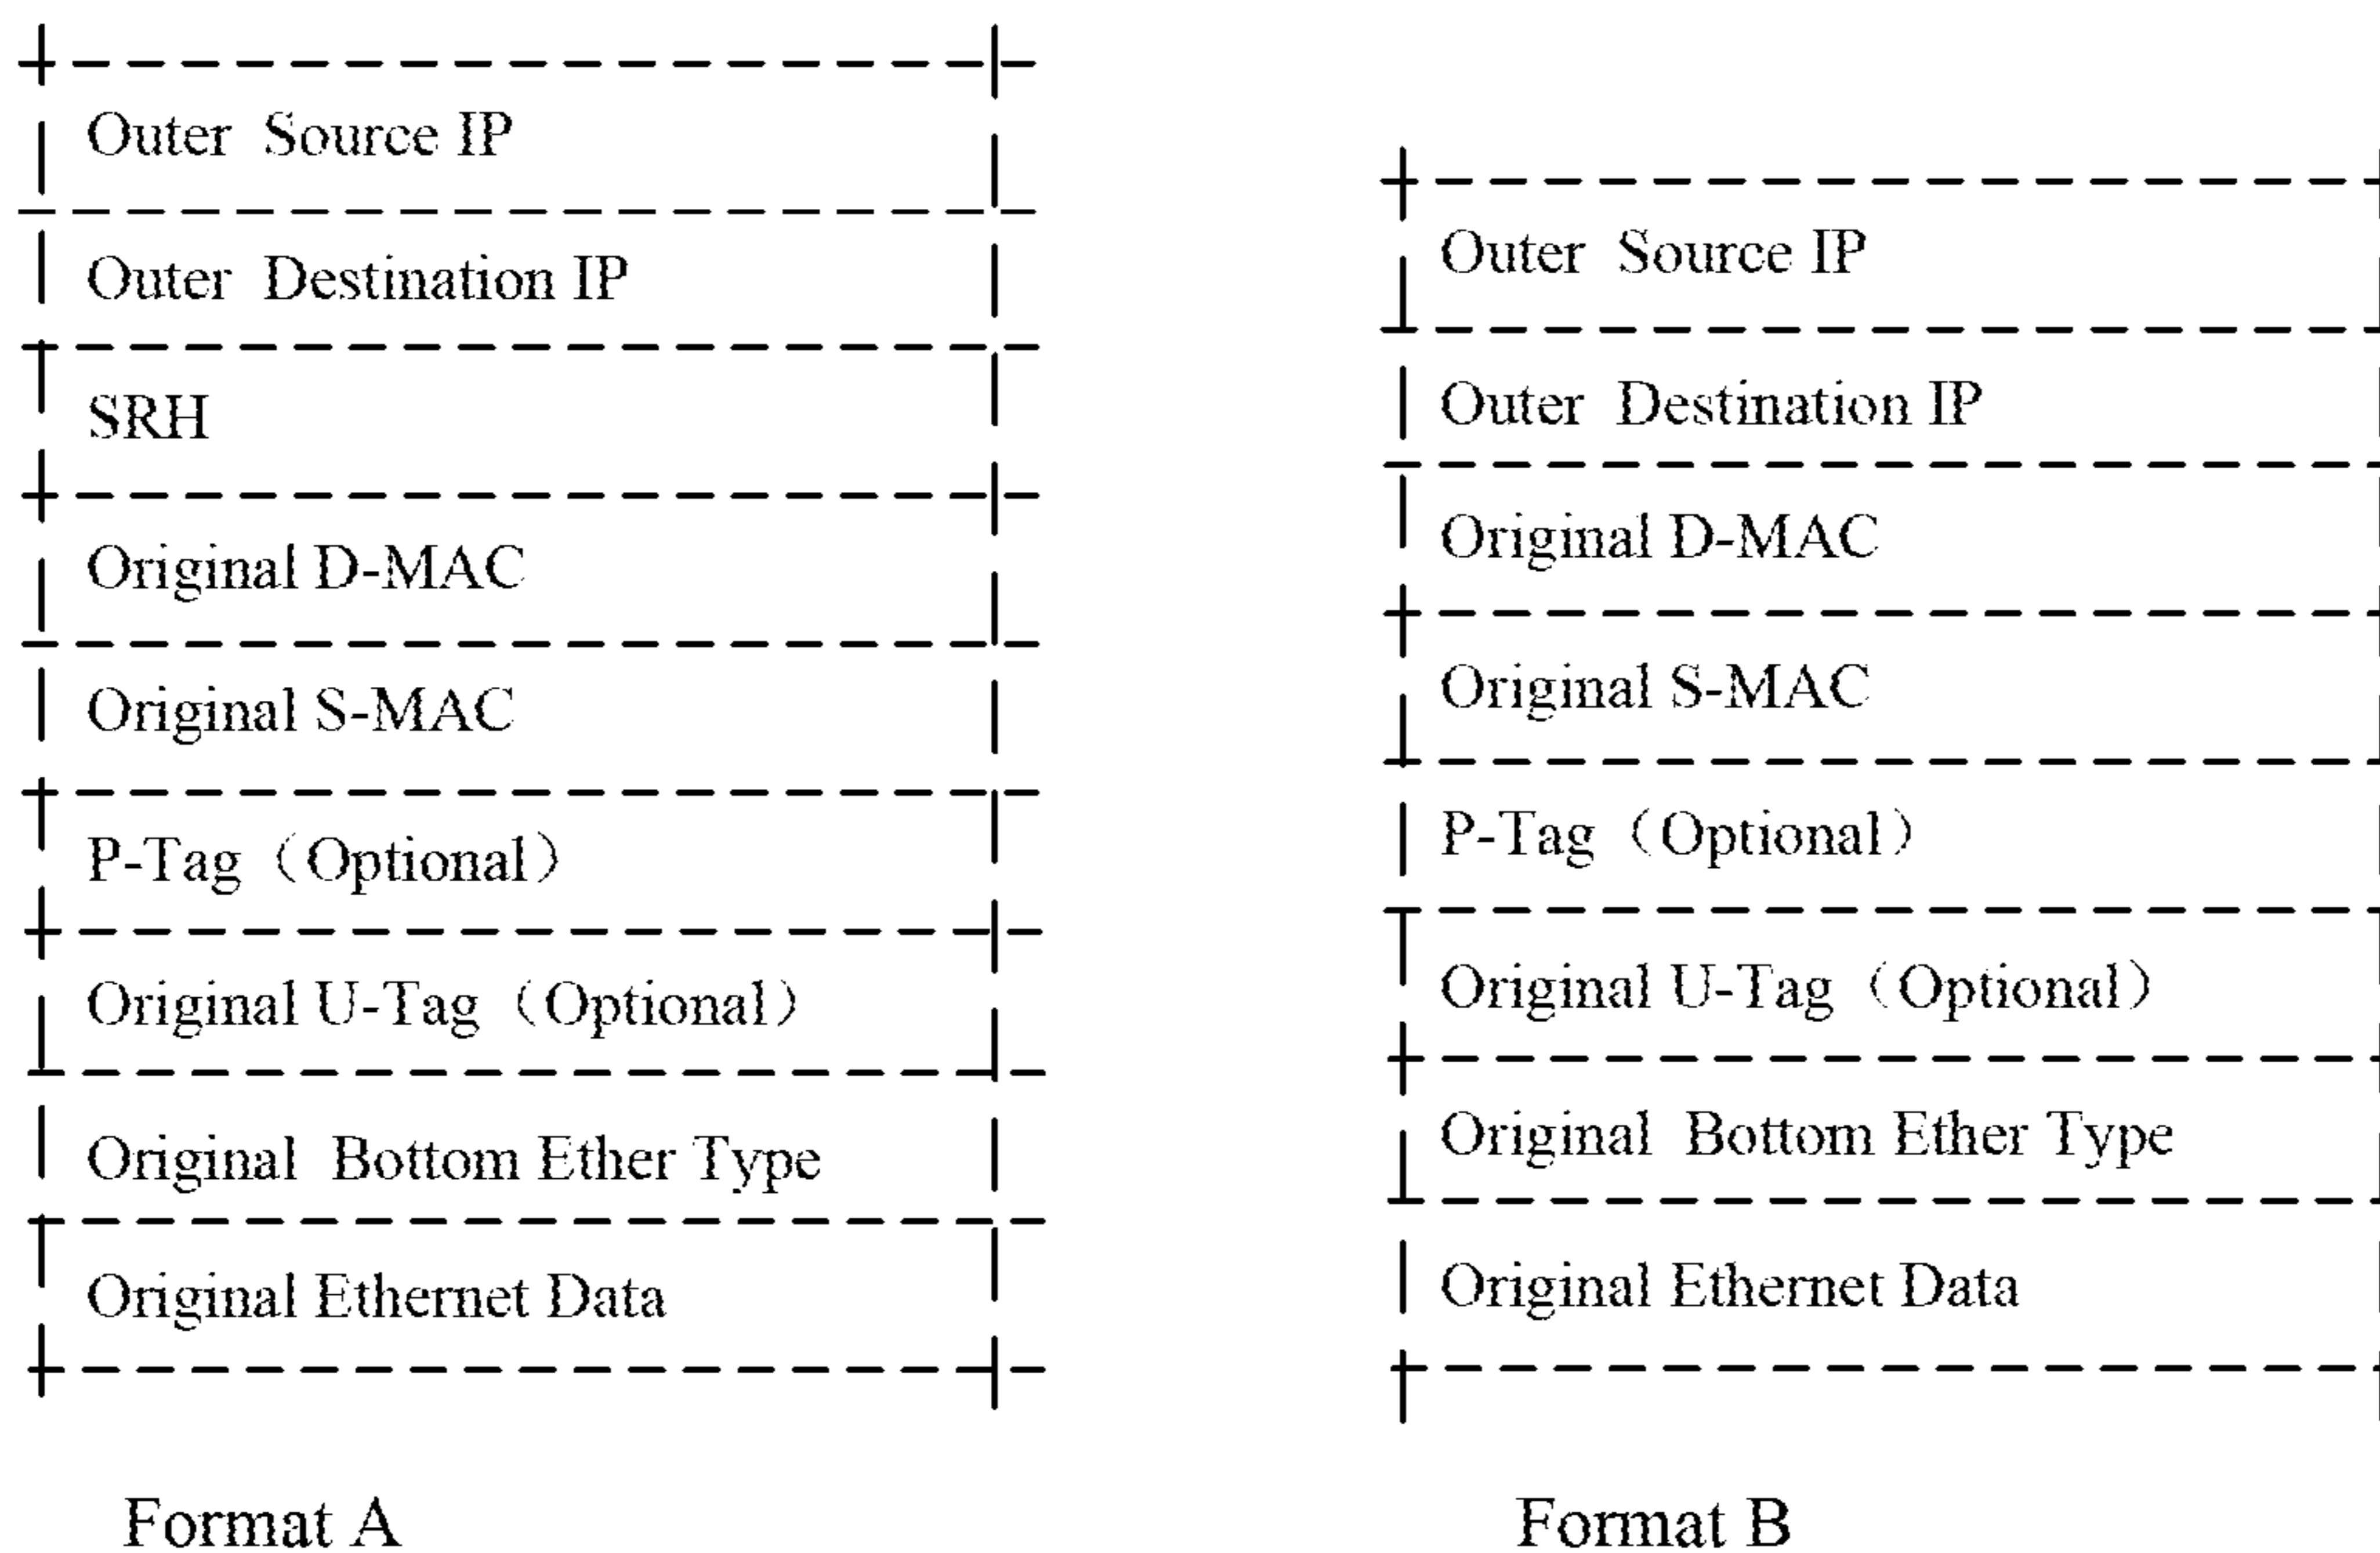 Outer Source IP
Outer Destination IP
SRH
Original D-MAC
Original S-MAC
P-Tag（Optional）
Original U-Tag（Optional）
Original Bottom Ether Type
Original Ethernet Data
Format A
Outer Source IP
Outer Destination IP
Original D-MAC
Original S-MAC
P-Tag（Optional）
Original U-Tag（Optional）
Original Bottom Ether Type
Original Ethernet Data
Format B